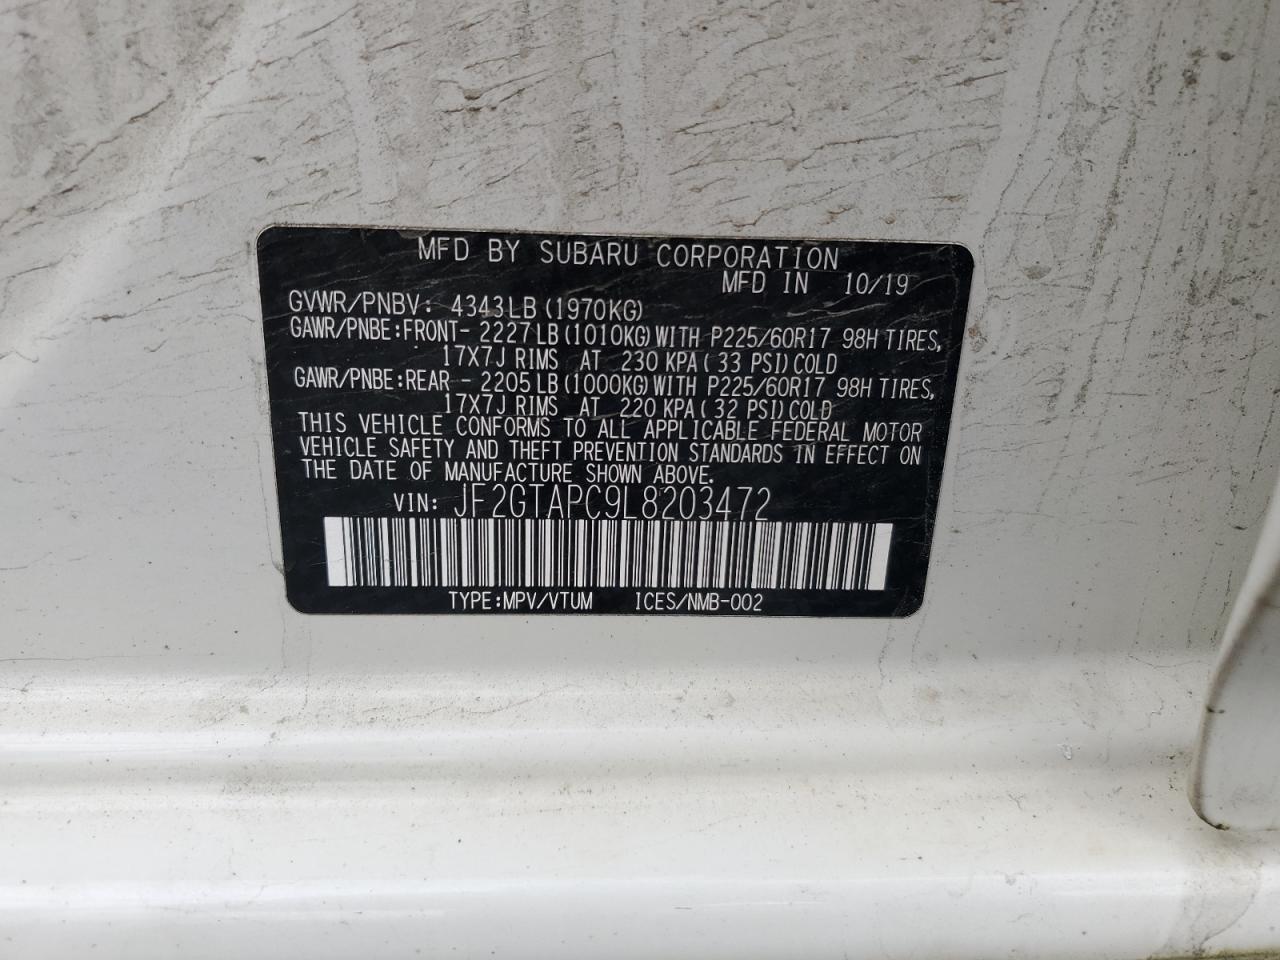 MFD BY SUBARU CORPORATION
MFD IN 10/19
GVWR/PNBV: 4343LB (1970KG)
GAWR/PNBE:FRONT- 2227LB (1010KG) WITH P225/60R17 98H TIRES,
17X7J RIMS AT 230 KPA ( 33 PSI) COLD
GAWR/PNBE:REAR - 2205LB (1000KG) WITH P225/60R17 98H TIRES,
17X7J RIMS AT 220 KPA ( 32 PSI) COLD
THIS VEHICLE CONFORMS TO ALL APPLICABLE FEDERAL MOTOR
VEHICLE SAFETY AND THEFT PREVENTION STANDARDS IN EFFECT ON
THE DATE OF MANUFACTURE SHOWN ABOVE.
VIN: JF2GTAPC9L8203472
TYPE:MPV/VTUM ICES/NMB-002